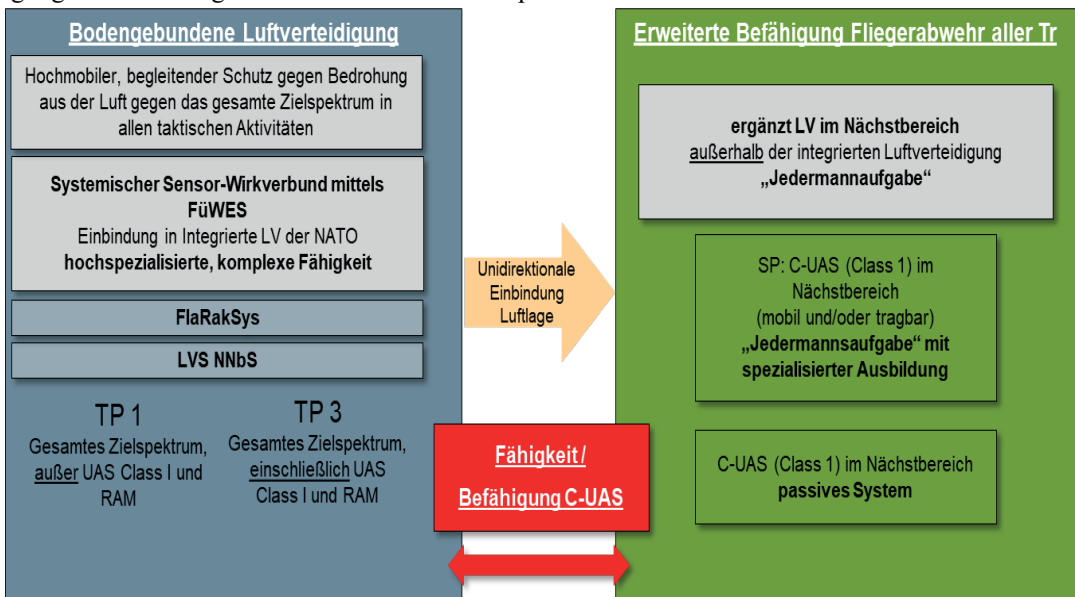 Bodengebundene Luftverteidigung
Hochmobiler, begleitender Schutz gegen Bedrohung
aus der Luft gegen das gesamte Zielspektrum in
allen taktischen Aktivitäten
Systemischer Sensor-Wirkverbund mittels
FüWES
Einbindung in Integrierte LV der NATO
hochspezialisierte, komplexe Fähigkeit
FlaRakSys
LVS NNbS
TP 1
Gesamtes Zielspektrum,
außer UAS Class I und
RAM
TP 3
Gesamtes Zielspektrum,
einschließlich UAS
Class I und RAM
Unidirektionale
Einbindung
Luftlage
Fähigkeit /
Befähigung C-UAS
Erweiterte Befähigung Fliegerabwehr aller Tr
ergänzt LV im Nächstbereich
außerhalb der integrierten Luftverteidigung
„Jedermannaufgabe“
SP: C-UAS (Class 1) im
Nächstbereich
(mobil und/oder tragbar)
„Jedermannsaufgabe“ mit
spezialisierter Ausbildung
C-UAS (Class 1) im Nächstbereich
passives System